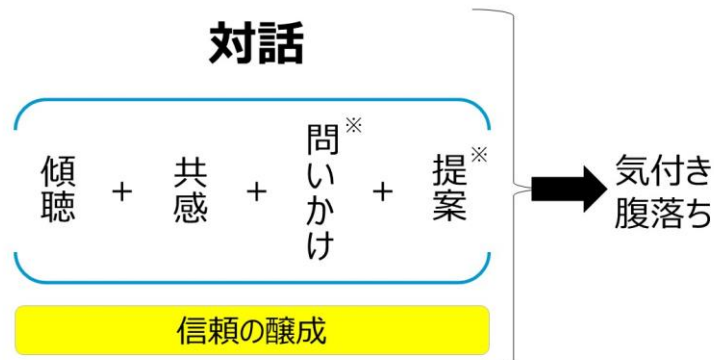 対話
傾聴 + 共感 + 問いかけ※ + 提案※
気付き
腹落ち
信頼の醸成